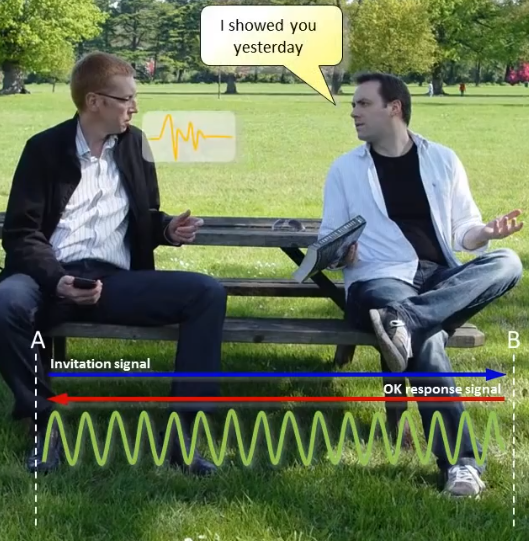 I showed you
yesterday
A
B
Invitation signal
OK response signal